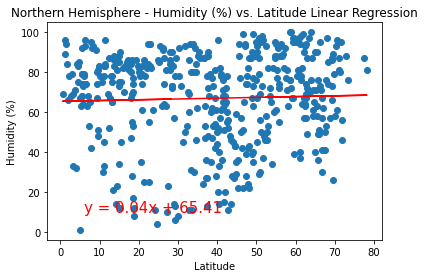 Northern Hemisphere - Humidity (%) vs. Latitude Linear Regression
100
80
60
40
20
0
Humidity (%)
y = 0.04x + 65.41
0 10 20 30 40 50 60 70 80
Latitude